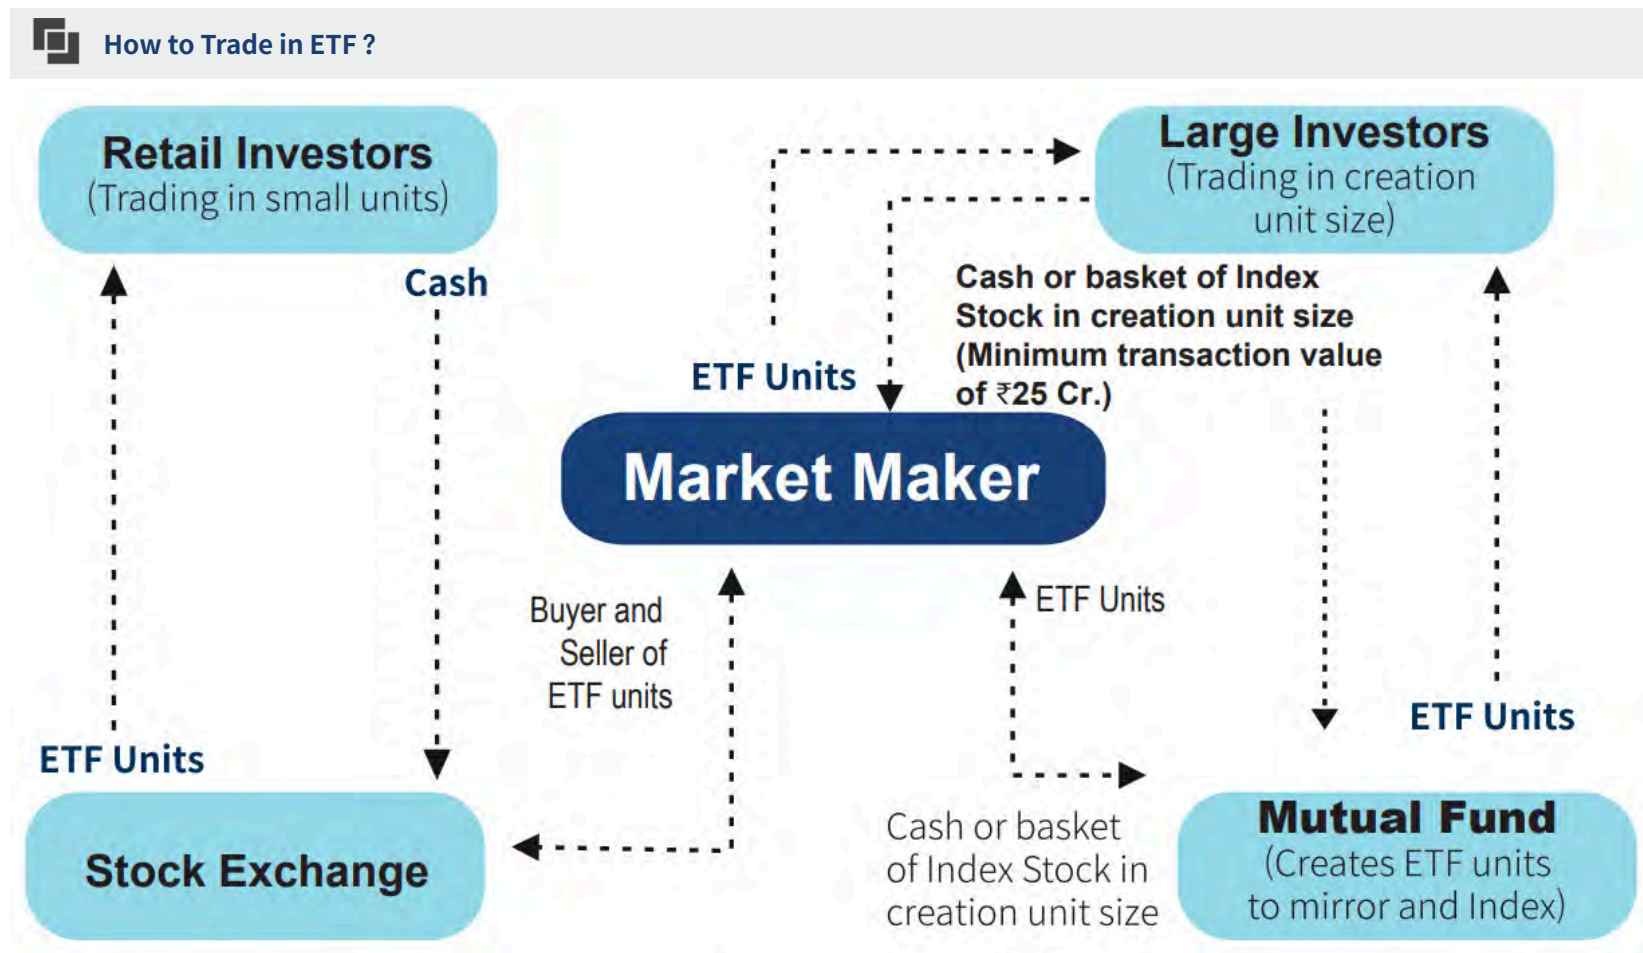 How to Trade in ETF ?
Retail Investors
(Trading in small units)
Large Investors
(Trading in creation
unit size)
Cash
Cash or basket of Index
Stock in creation unit size
(Minimum transaction value
of ₹25 Cr.)
ETF Units
Market Maker
Buyer and
Seller of
ETF units
ETF Units
ETF Units
ETF Units
Cash or basket
of Index Stock in
creation unit size
Stock Exchange
Mutual Fund
(Creates ETF units
to mirror and Index)